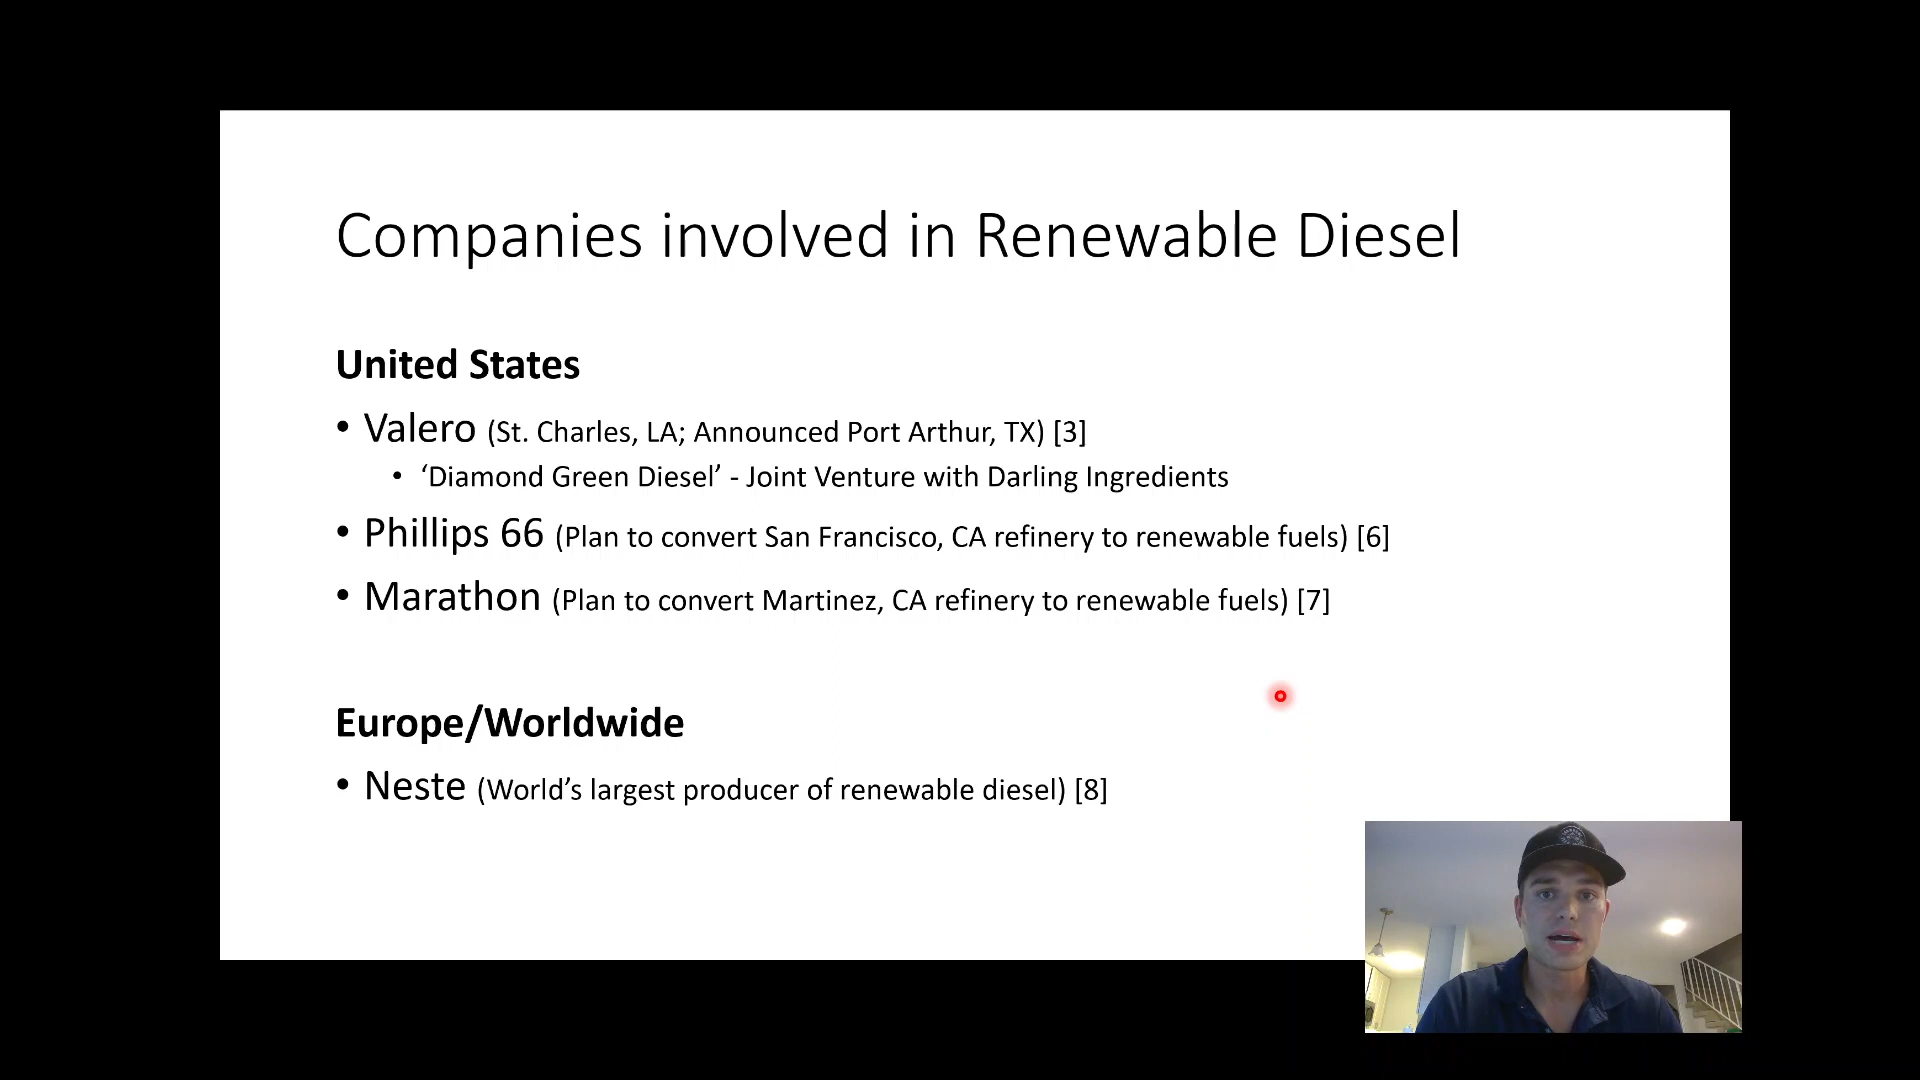 Companies involved in Renewable Diesel
United States
• Valero (St. Charles, LA; Announced Port Arthur, TX) [3]
• ‘Diamond Green Diesel’ - Joint Venture with Darling Ingredients
• Phillips 66 (Plan to convert San Francisco, CA refinery to renewable fuels) [6]
• Marathon (Plan to convert Martinez, CA refinery to renewable fuels) [7]
Europe/Worldwide
• Neste (World’s largest producer of renewable diesel) [8]